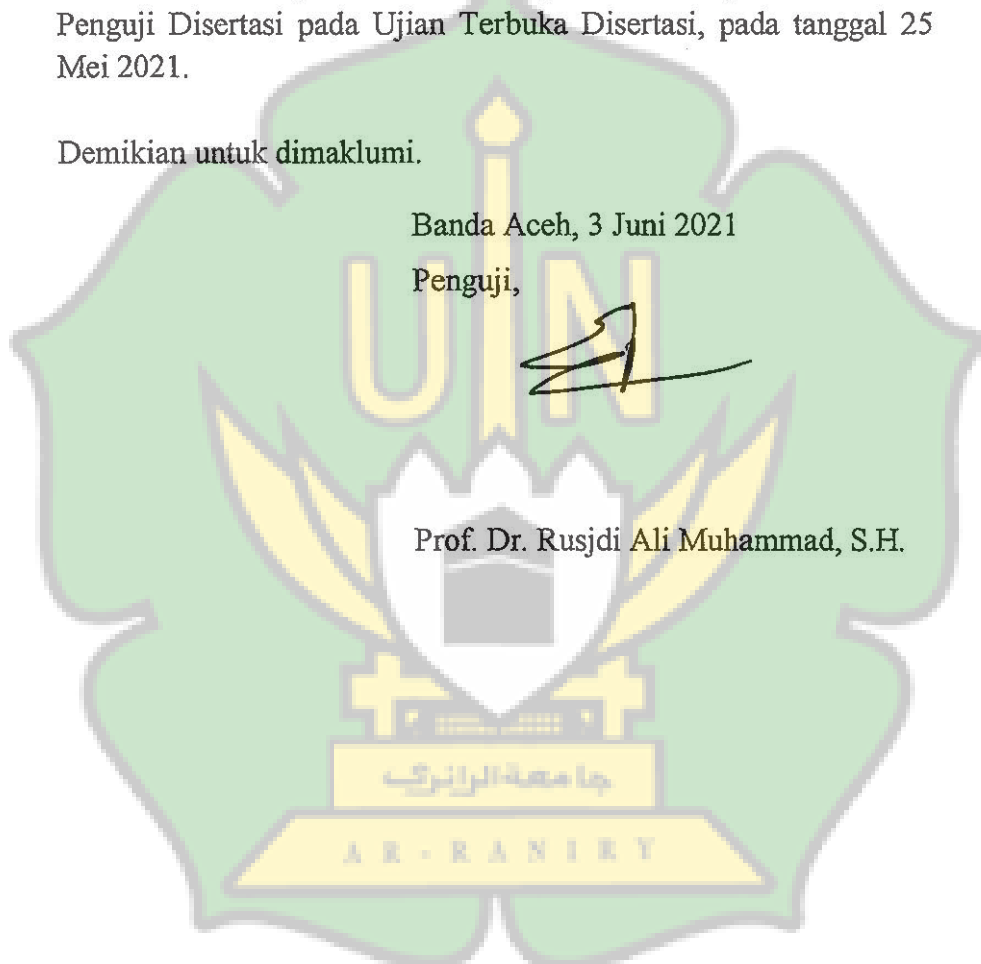 Penguji Disertasi pada Ujian Terbuka Disertasi, pada tanggal 25
Mei 2021.
Demikian untuk dimaklumi.
Banda Aceh, 3 Juni 2021
Penguji,
UIN
Prof. Dr. Rusjdi Ali Muhammad, S.H.
جامعة الرانري
AR-RANIRY